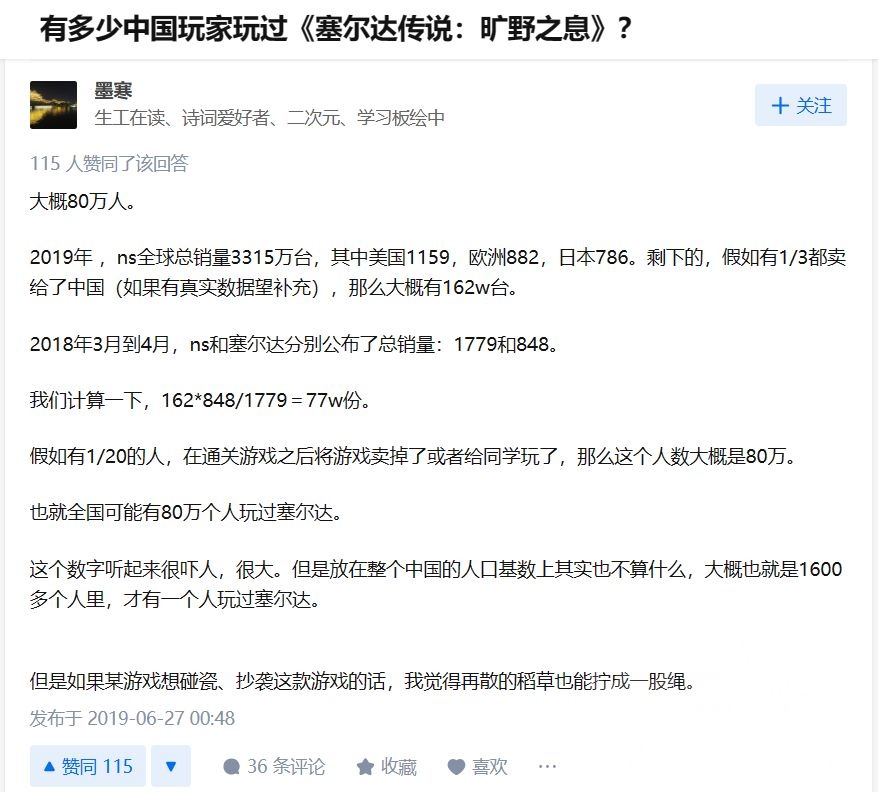 有多少中国玩家玩过《塞尔达传说：旷野之息》？
墨寒
生工在读、诗词爱好者、二次元、学习板绘中
＋ 关注
115 人赞同了该回答
大概80万人。
2019年 ，ns全球总销量3315万台，其中美国1159，欧洲882，日本786。剩下的，假如有1/3都卖
给了中国（如果有真实数据望补充），那么大概有162w台。
2018年3月到4月，ns和塞尔达分别公布了总销量：1779和848。
我们计算一下，162*848/1779＝77w份。
假如有1/20的人，在通关游戏之后将游戏卖掉了或者给同学玩了，那么这个人数大概是80万。
也就全国可能有80万个人玩过塞尔达。
这个数字听起来很吓人，很大。但是放在整个中国的人口基数上其实也不算什么，大概也就是1600
多个人里，才有一个人玩过塞尔达。
但是如果某游戏想碰瓷、抄袭这款游戏的话，我觉得再散的稻草也能拧成一股绳。
发布于 2019-06-27 00:48
赞同 115 36 条评论 收藏 喜欢 ···